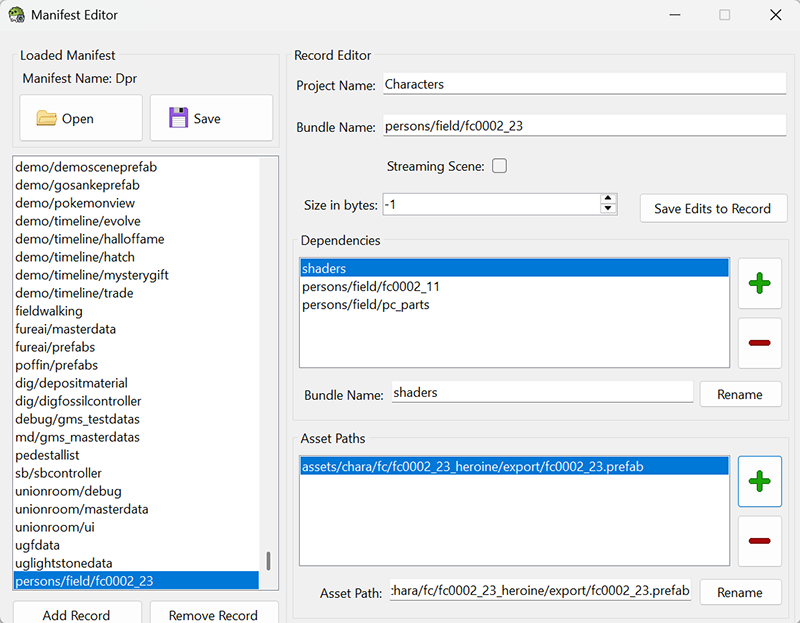 Manifest Editor
Loaded Manifest
Manifest Name: Dpr
Open
Save
demo/demosceneprefab
demo/gosankeprefab
demo/pokemonview
demo/timeline/evolve
demo/timeline/halloffame
demo/timeline/hatch
demo/timeline/mysterygift
demo/timeline/trade
fieldwalking
fureai/masterdata
fureai/prefabs
poffin/prefabs
dig/depositmaterial
dig/digfossilcontroller
debug/gms_testdatas
md/gms_masterdatas
pedestallist
sb/sbcontroller
unionroom/debug
unionroom/masterdata
unionroom/ui
ugfdata
uglightstonedata
persons/field/fc0002_23
Add Record
Remove Record
Record Editor
Project Name: Characters
Bundle Name: persons/field/fc0002_23
Streaming Scene:
Size in bytes: -1
Save Edits to Record
Dependencies
shaders
persons/field/fc0002_11
persons/field/pc_parts
Bundle Name: shaders
Rename
Asset Paths
assets/chara/fc/fc0002_23_heroine/export/fc0002_23.prefab
Asset Path: chara/fc/fc0002_23_heroine/export/fc0002_23.prefab
Rename